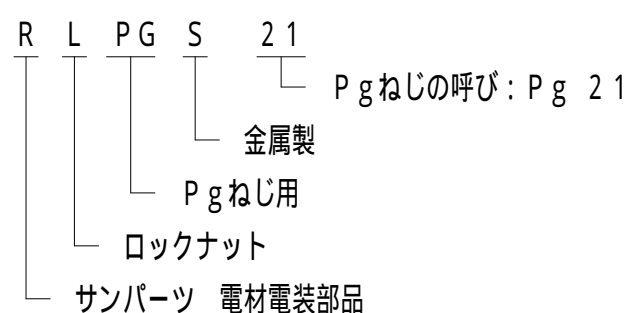 R L PG S 21
Pgねじの呼び:Pg 21
金属製
Pgねじ用
ロックナット
サンパーツ 電材電装部品